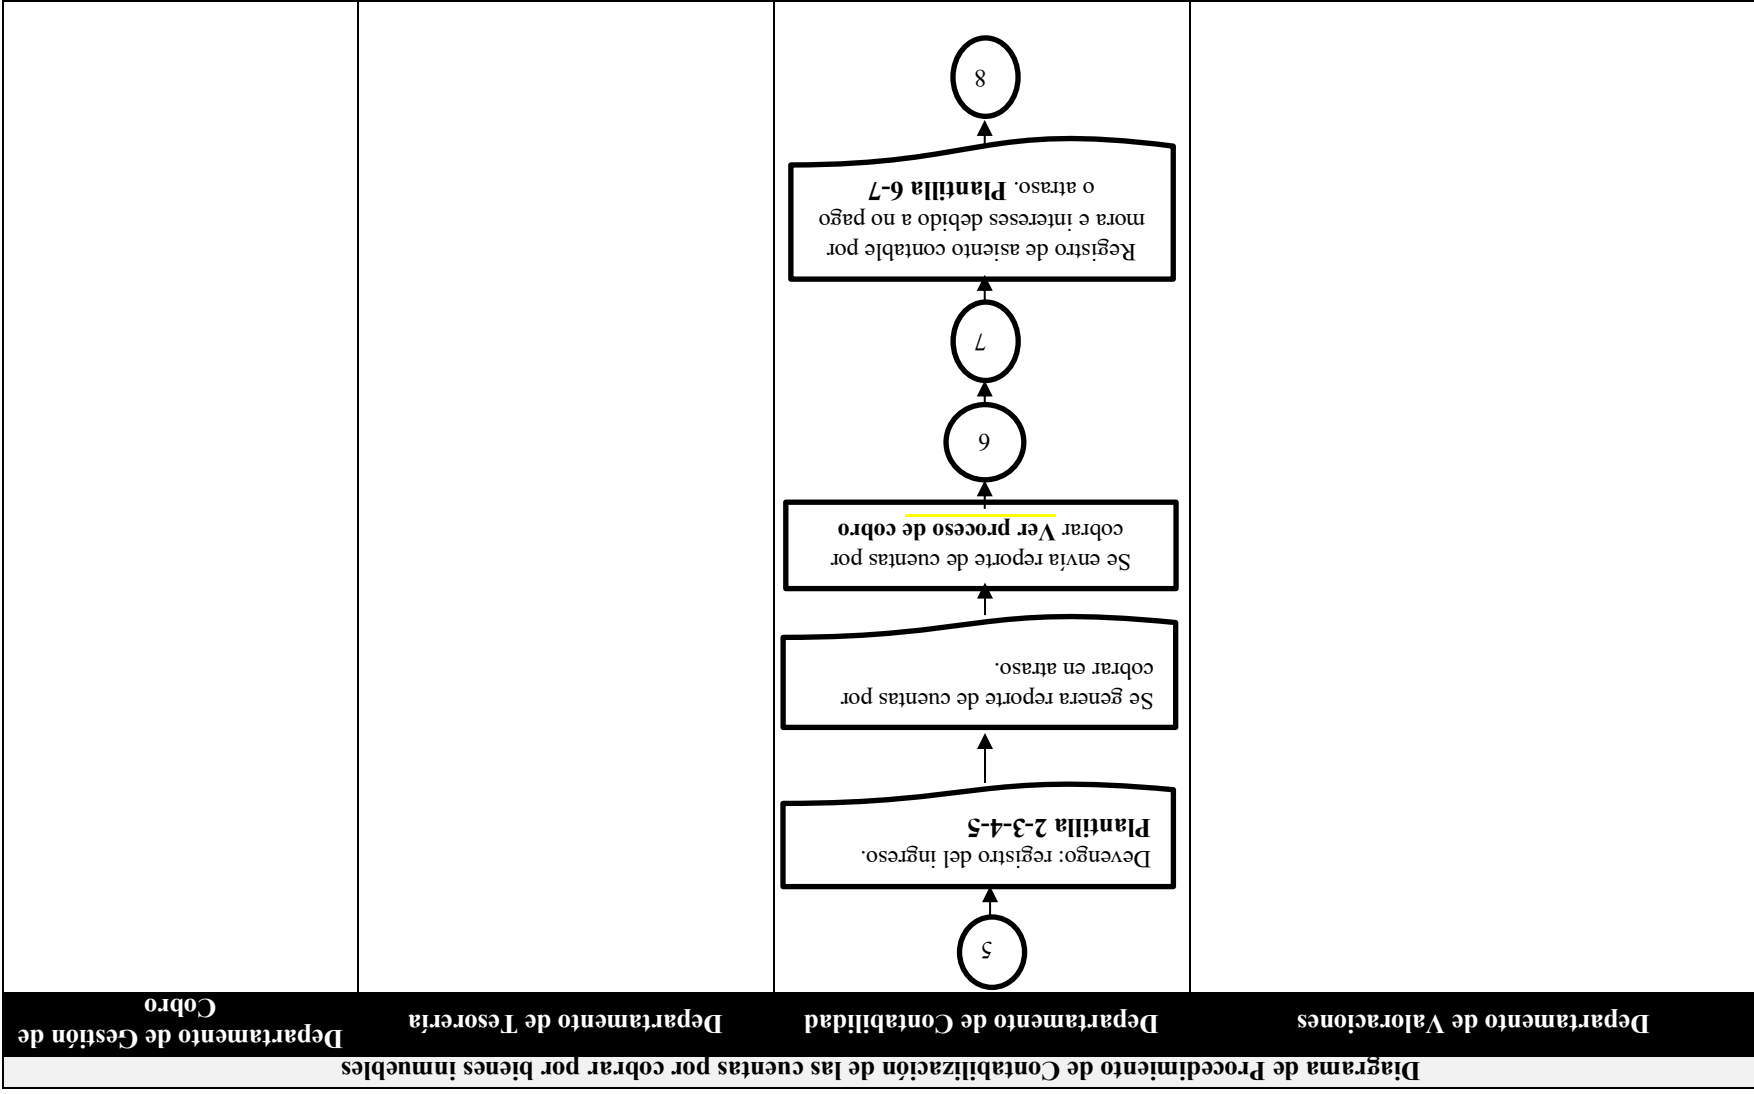 Diagrama de Procedimiento de Contabilización de las cuentas por cobrar por bienes inmuebles
Departamento de Valoraciones
Departamento de Contabilidad
Departamento de Tesorería
Departamento de Gestión de
Cobro
5
Devengo: registro del ingreso.
Plantilla 2-3-4-5
Se genera reporte de cuentas por
cobrar en atraso.
Se envía reporte de cuentas por
cobrar Ver proceso de cobro
6
7
Registro de asiento contable por
mora e intereses debido a no pago
o atraso. Plantilla 6-7
8